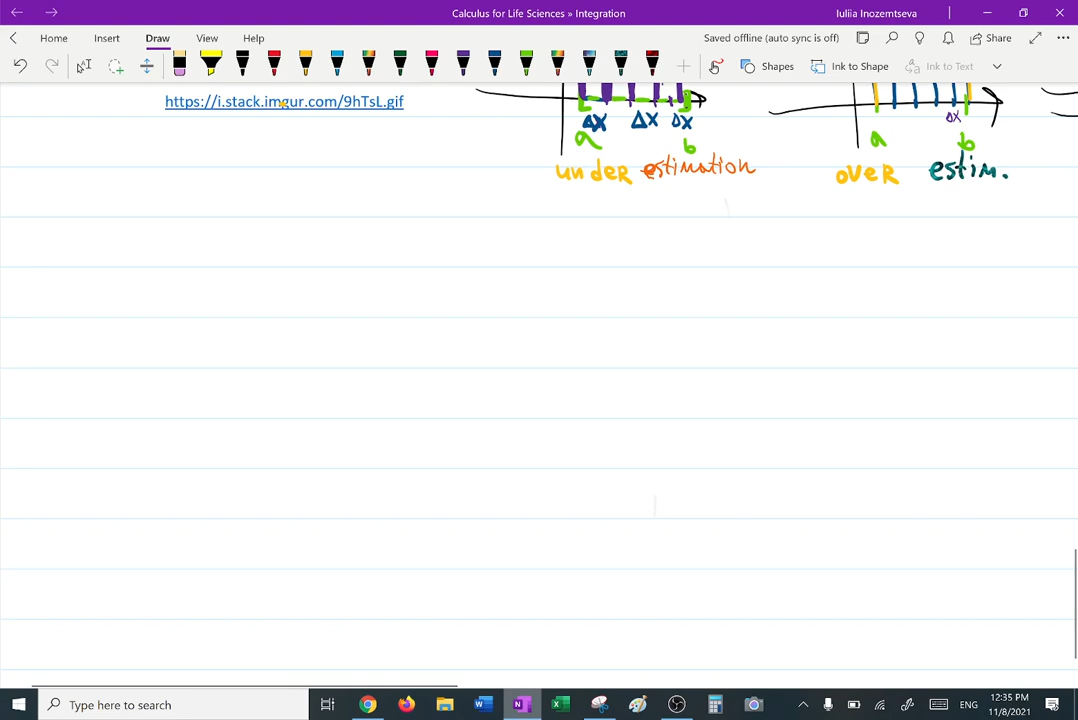 Calculus for Life Sciences » Integration
Iuliia Inozemtseva
Home Insert Draw View Help
Saved offline (auto sync is off)
Share
Shapes
Ink to Shape
Ink to Text
https://i.stack.imgur.com/9hTsL.gif
Δx Δx Δx
Δx
a b
a b
under estimation
over estim.
Type here to search
ENG
12:35 PM
11/8/2021